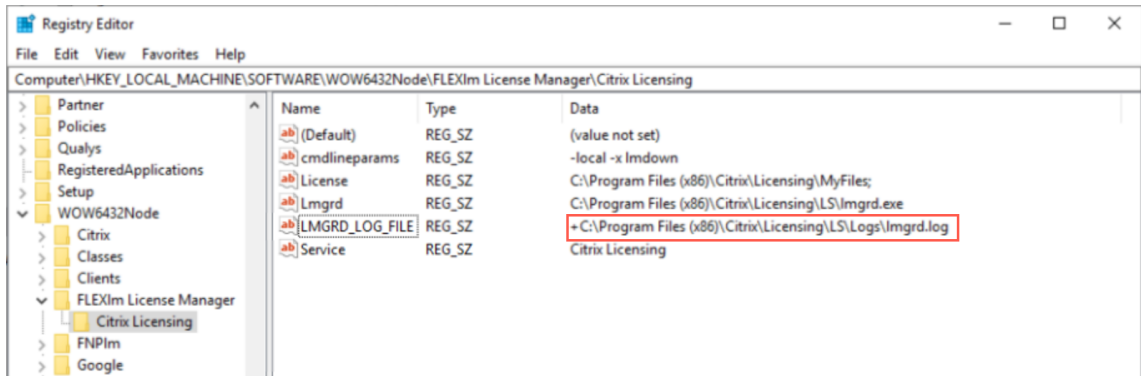 Registry Editor
File Edit View Favorites Help
Computer\HKEY_LOCAL_MACHINE\SOFTWARE\WOW6432Node\FLEXlm License Manager\Citrix Licensing
Partner
Policies
Qualys
RegisteredApplications
Setup
WOW6432Node
Citrix
Classes
Clients
FLEXlm License Manager
Citrix Licensing
FNPlm
Google
Name Type Data
(Default) REG_SZ (value not set)
cmdlineparams REG_SZ -local -x lmdown
License REG_SZ C:\Program Files (x86)\Citrix\Licensing\MyFiles;
Lmgrd REG_SZ C:\Program Files (x86)\Citrix\Licensing\LS\lmgrd.exe
LMGRD_LOG_FILE REG_SZ +C:\Program Files (x86)\Citrix\Licensing\LS\Logs\lmgrd.log
Service REG_SZ Citrix Licensing